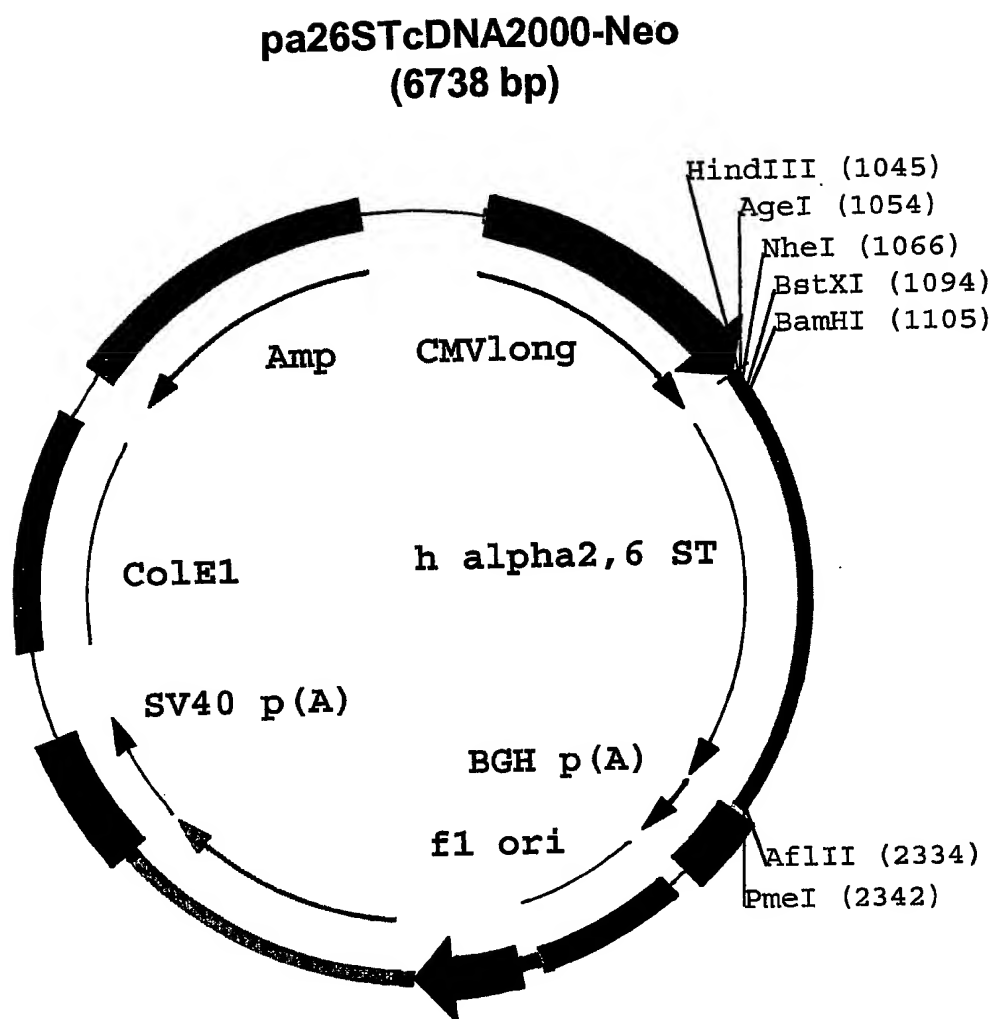 pa26STcDNA2000-Neo
(6738 bp)
HindIII (1045)
AgeI (1054)
NheI (1066)
BstXI (1094)
BamHI (1105)
Amp
CMVlong
ColE1
h alpha2,6 ST
SV40 p(A)
BGH p(A)
f1 ori
AflII (2334)
PmeI (2342)